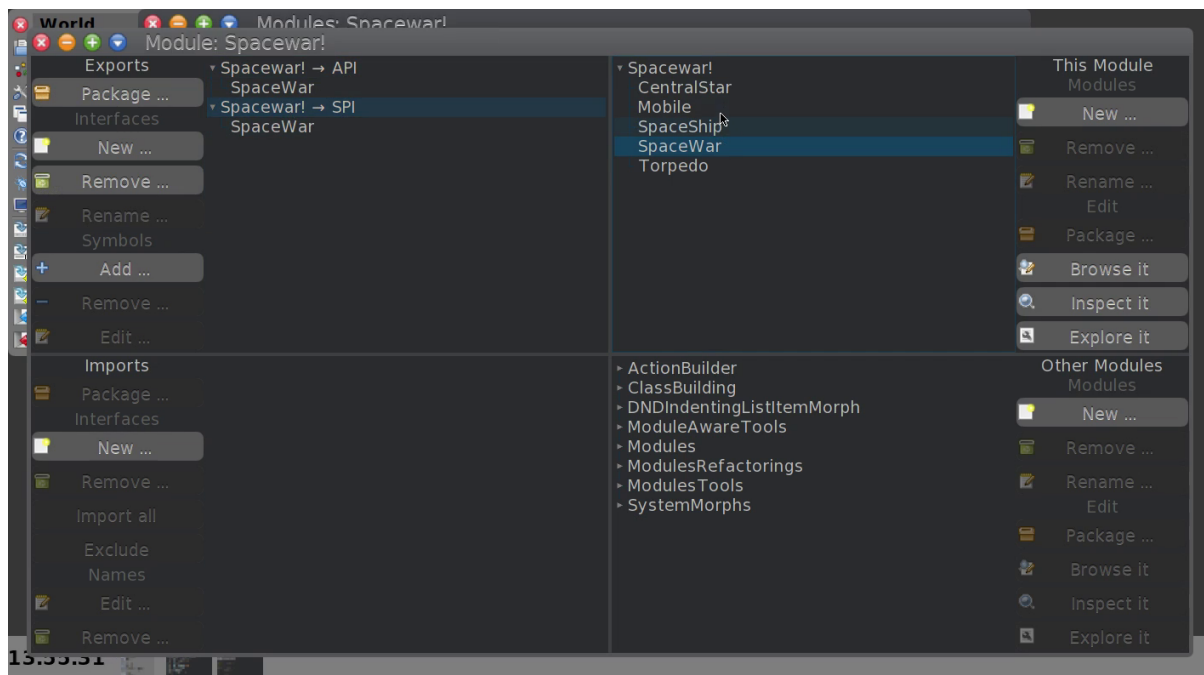 World
Modules: Spacewar!
Module: Spacewar!
Exports
Package ...
Interfaces
New ...
Remove ...
Rename ...
Symbols
Add ...
Remove ...
Edit ...
Spacewar! → API
SpaceWar
Spacewar! → SPI
SpaceWar
Spacewar!
CentralStar
Mobile
SpaceShip
SpaceWar
Torpedo
This Module
Modules
New ...
Remove ...
Rename ...
Edit
Package ...
Browse it
Inspect it
Explore it
Imports
Package ...
Interfaces
New ...
Remove ...
Import all
Exclude
Names
Edit ...
Remove ...
ActionBuilder
ClassBuilding
DNDIndentingListItemMorph
ModuleAwareTools
Modules
ModulesRefactorings
ModulesTools
SystemMorphs
Other Modules
Modules
New ...
Remove ...
Rename ...
Edit
Package ...
Browse it
Inspect it
Explore it